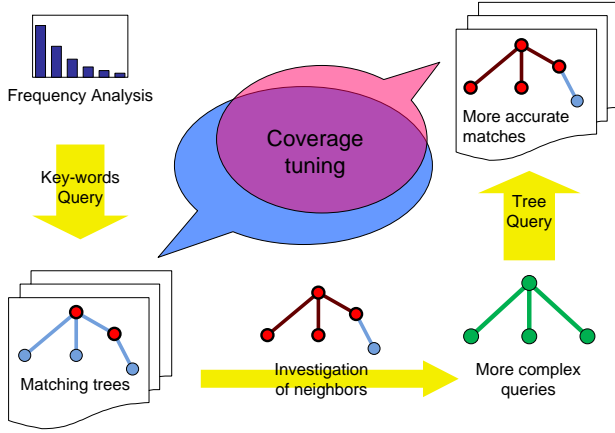 Frequency Analysis
Key-words
Query
Coverage
tuning
More accurate
matches
Tree
Query
Matching trees
Investigation
of neighbors
More complex
queries